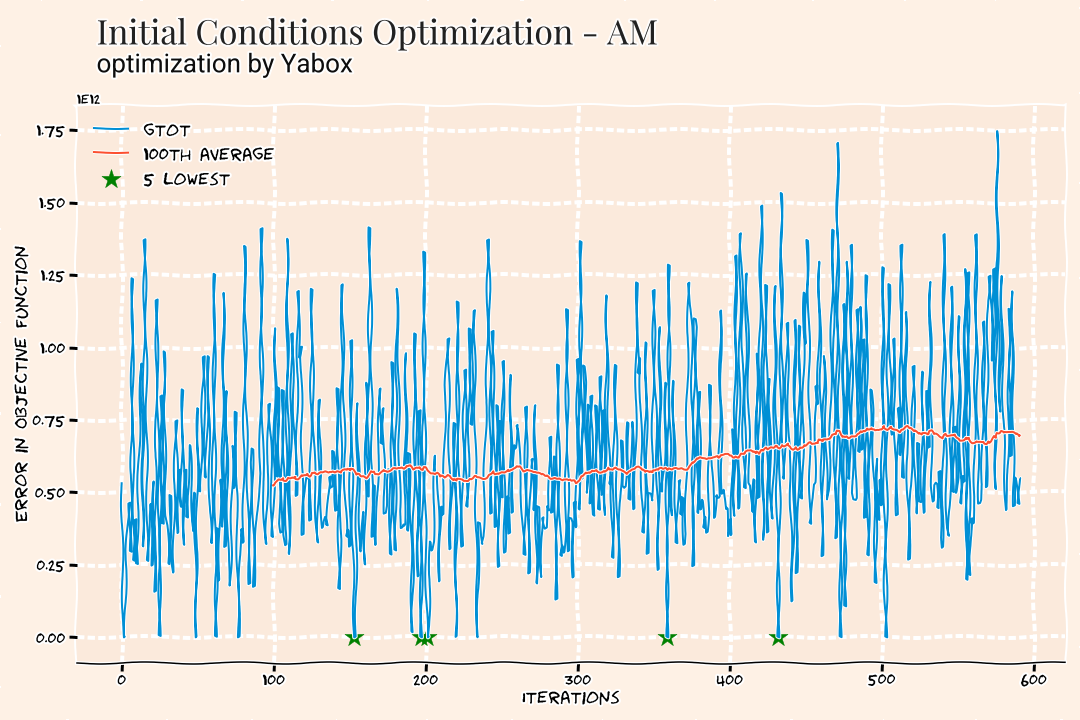 Initial Conditions Optimization - AM
optimization by Yabox
1E12
1.75
1.50
1.25
1.00
0.75
0.50
0.25
0.00
GTOT
100TH AVERAGE
5 LOWEST
ERROR IN OBJECTIVE FUNCTION
0 100 200 300 400 500 600
ITERATIONS